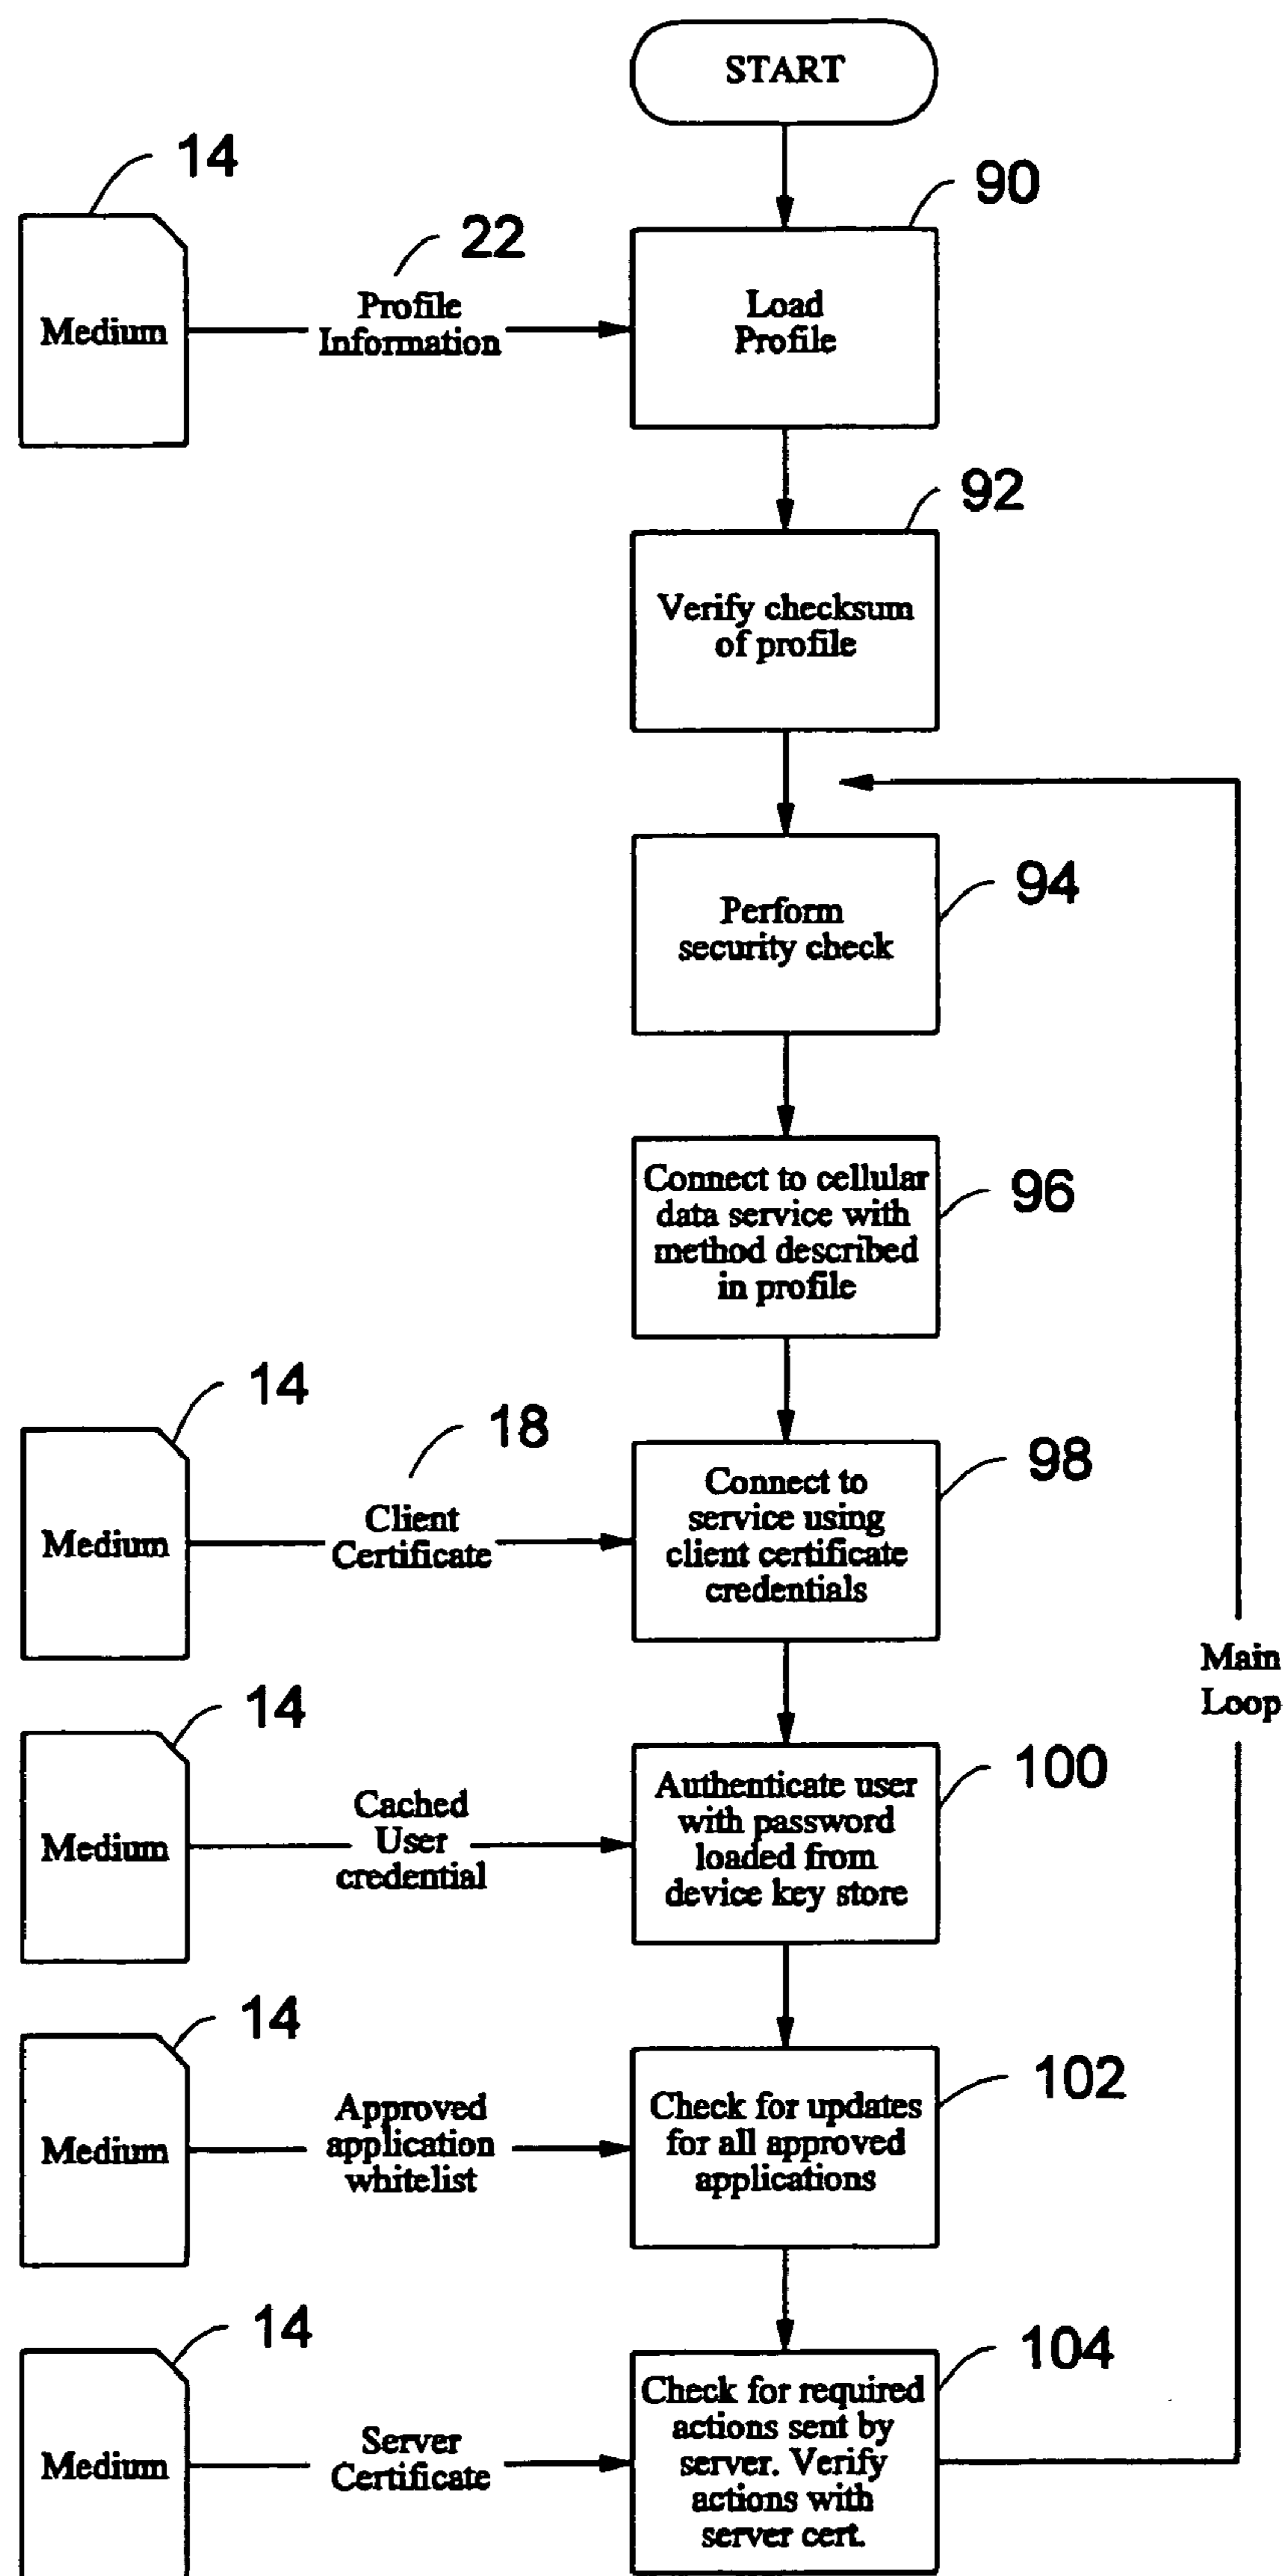 START
14
90
22
Medium
Profile
Information
Load
Profile
92
Verify checksum
of profile
94
Perform
security check
96
Connect to cellular
data service with
method described
in profile
14
18
98
Medium
Client
Certificate
Connect to
service using
client certificate
credentials
Main
Loop
14
100
Medium
Cached
User
credential
Authenticate user
with password
loaded from
device key store
14
102
Medium
Approved
application
whitelist
Check for updates
for all approved
applications
14
104
Medium
Server
Certificate
Check for required
actions sent by
server. Verify
actions with
server cert.